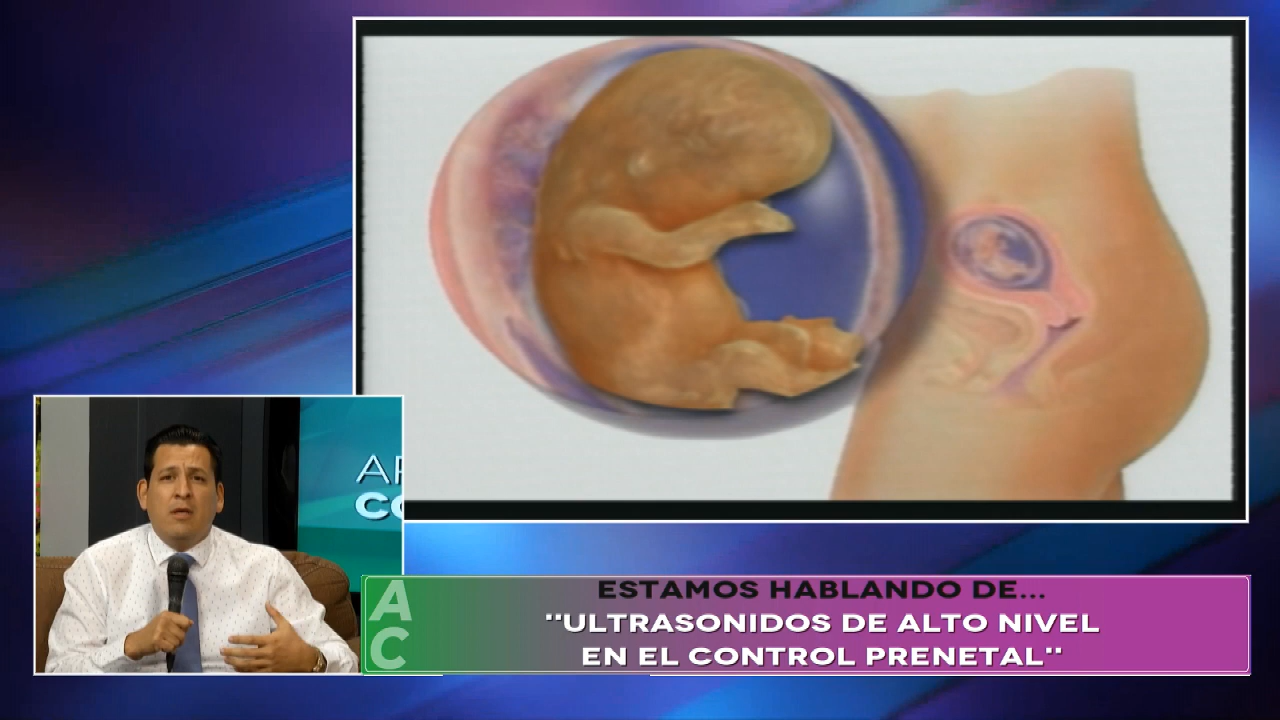 AC
ESTAMOS HABLANDO DE...
"ULTRASONIDOS DE ALTO NIVEL
EN EL CONTROL PRENETAL"